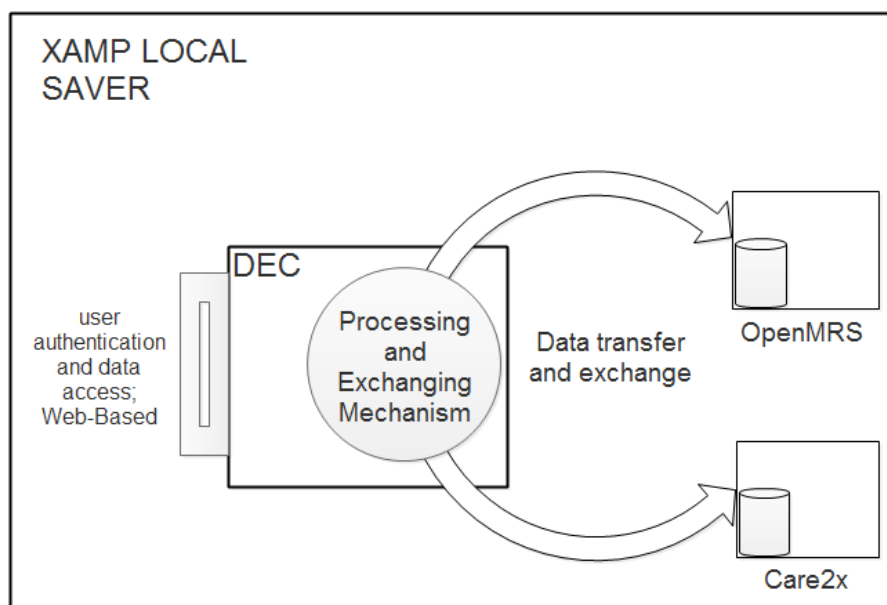 XAMP LOCAL
SAVER
DEC
user
authentication
and data
access;
Web-Based
Processing
and
Exchanging
Mechanism
Data transfer
and exchange
OpenMRS
Care2x